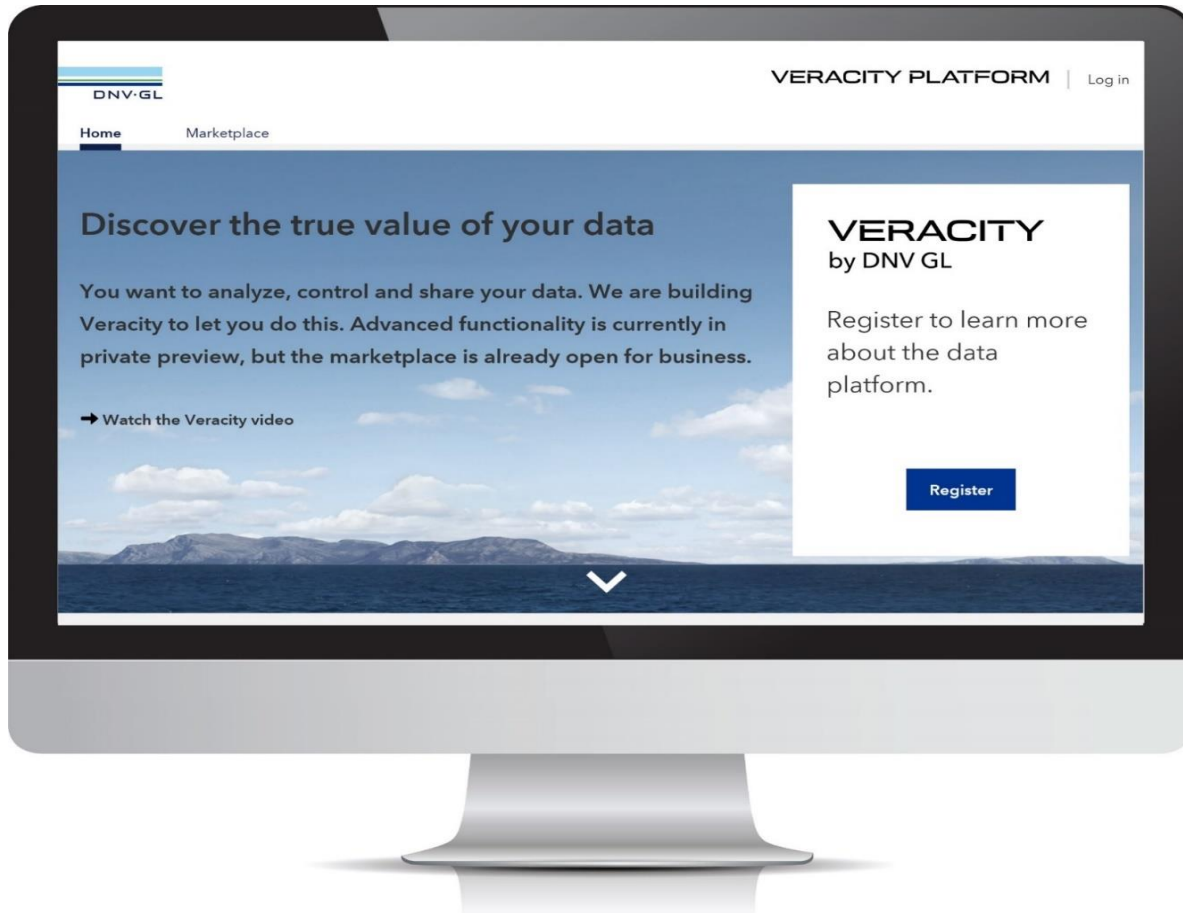 DNV·GL
VERACITY PLATFORM | Log in
Home Marketplace
Discover the true value of your data
You want to analyze, control and share your data. We are building
Veracity to let you do this. Advanced functionality is currently in
private preview, but the marketplace is already open for business.
→ Watch the Veracity video
VERACITY
by DNV GL
Register to learn more
about the data
platform.
Register